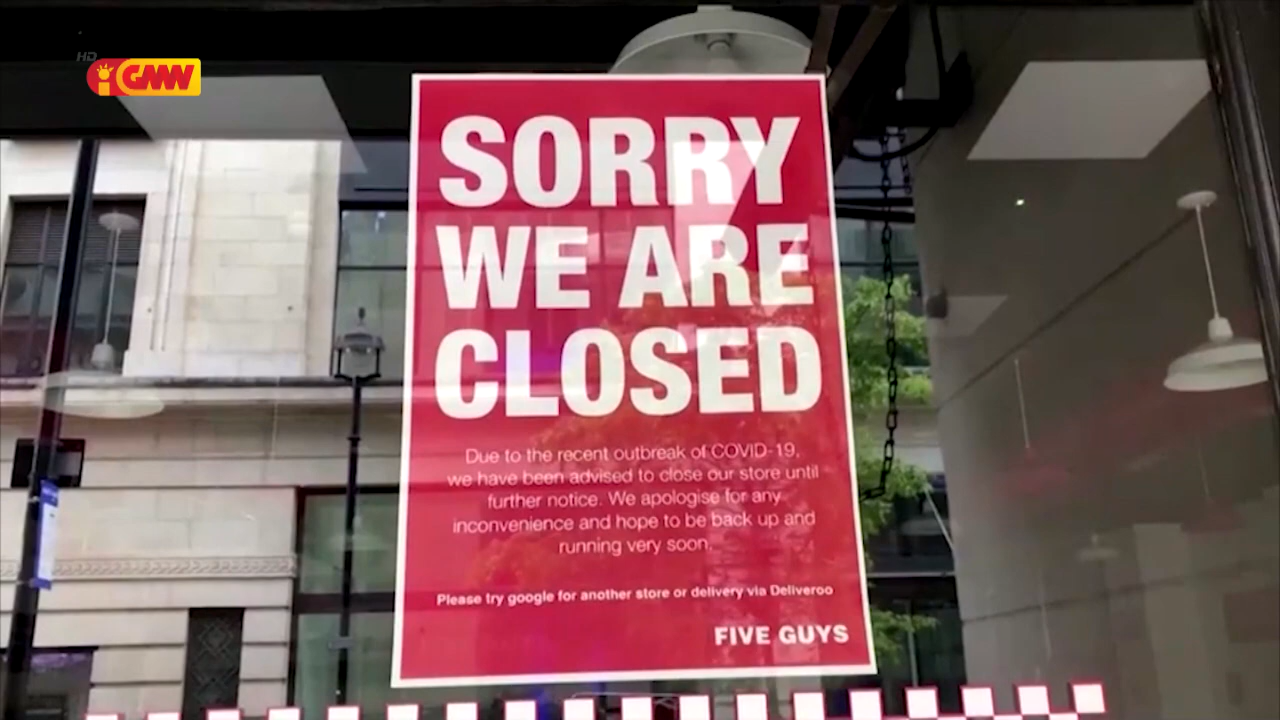 HD
iCMW
SORRY
WE ARE
CLOSED
Due to the recent outbreak of COVID-19,
we have been advised to close our store until
further notice. We apologise for any
inconvenience and hope to be back up and
running very soon.
Please try google for another store or delivery via Deliveroo
FIVE GUYS